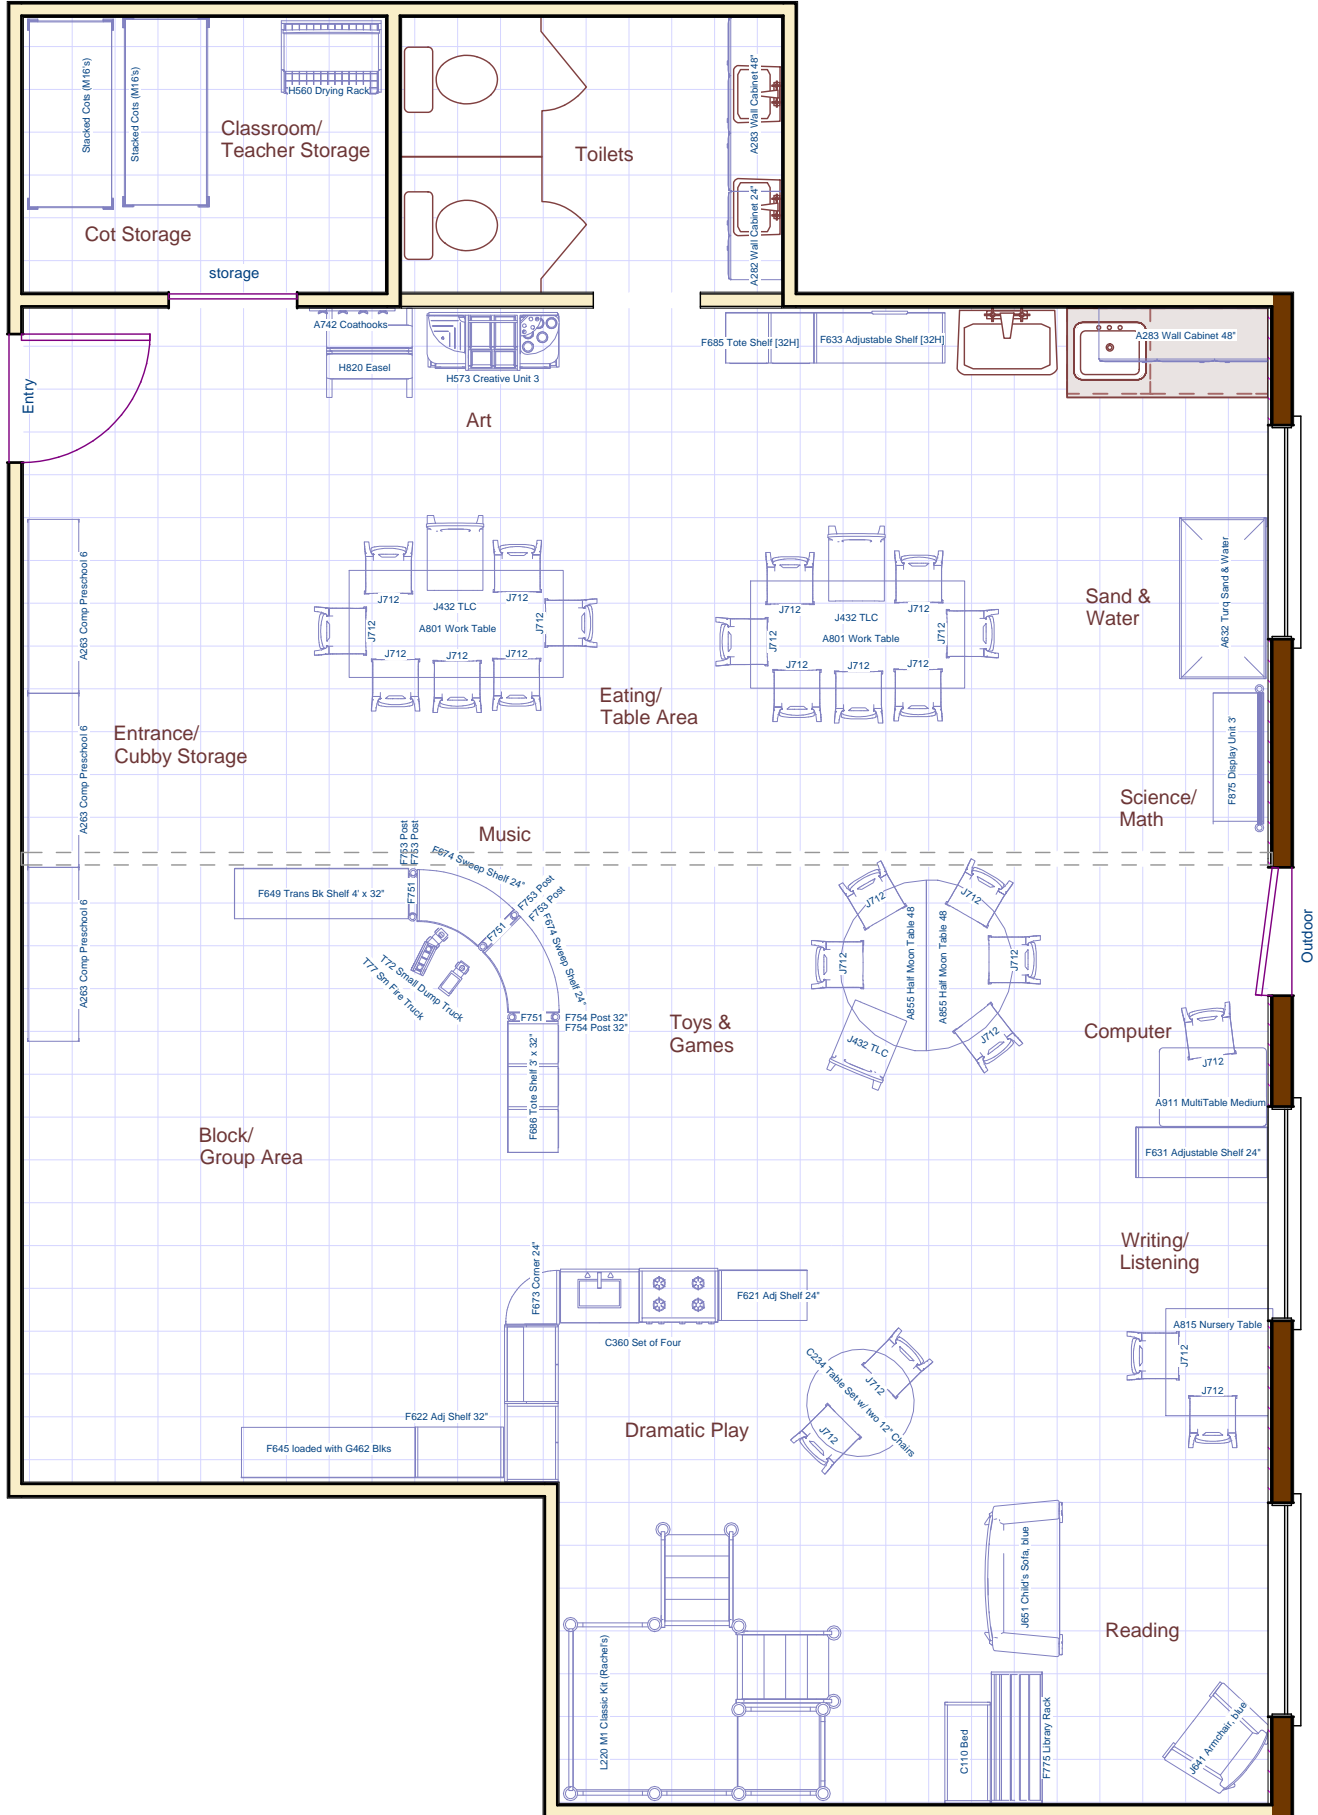 Stacked Cots (M16's)
Stacked Cots (M16's)
H560 Drying Rack
Classroom/
Teacher Storage
Cot Storage
storage
Toilets
A283 Wall Cabinet 48"
A282 Wall Cabinet 24"
Entry
A742 Coathooks
H820 Easel
H573 Creative Unit 3
Art
F685 Tote Shelf [32H]
F633 Adjustable Shelf [32H]
A283 Wall Cabinet 48"
A263 Comp Preschool 6
A263 Comp Preschool 6
A263 Comp Preschool 6
Entrance/
Cubby Storage
J712
J432 TLC
J712
J712
A801 Work Table
J712
J712
J712
J712
Eating/
Table Area
J712
J432 TLC
J712
J712
A801 Work Table
J712
J712
J712
J712
Sand &
Water
A632 Turq Sand & Water
F875 Display Unit 3'
Science/
Math
Music
F753 Post
F753 Post
F674 Sweep Shelf 24"
F649 Trans Bk Shelf 4' x 32"
F751
F753 Post
F753 Post
F751
F674 Sweep Shelf 24"
T72 Small Dump Truck
T77 Sm Fire Truck
F751
F754 Post 32"
F754 Post 32"
F686 Tote Shelf 3' x 32"
Toys &
Games
J712
J712
J712
A855 Half Moon Table 48
A855 Half Moon Table 48
J712
J432 TLC
J712
Outdoor
Computer
J712
A911 MultiTable Medium
F631 Adjustable Shelf 24"
Block/
Group Area
Writing/
Listening
A815 Nursery Table
J712
J712
F673 Corner 24"
F621 Adj Shelf 24"
C360 Set of Four
C234 Table Set w/ two 12" Chairs
J712
J712
F622 Adj Shelf 32"
F645 loaded with G462 Blks
Dramatic Play
J651 Child's Sofa, blue
Reading
L220 M1 Classic Kit (Rachel's)
C110 Bed
F775 Library Rack
J641 Armchair, blue